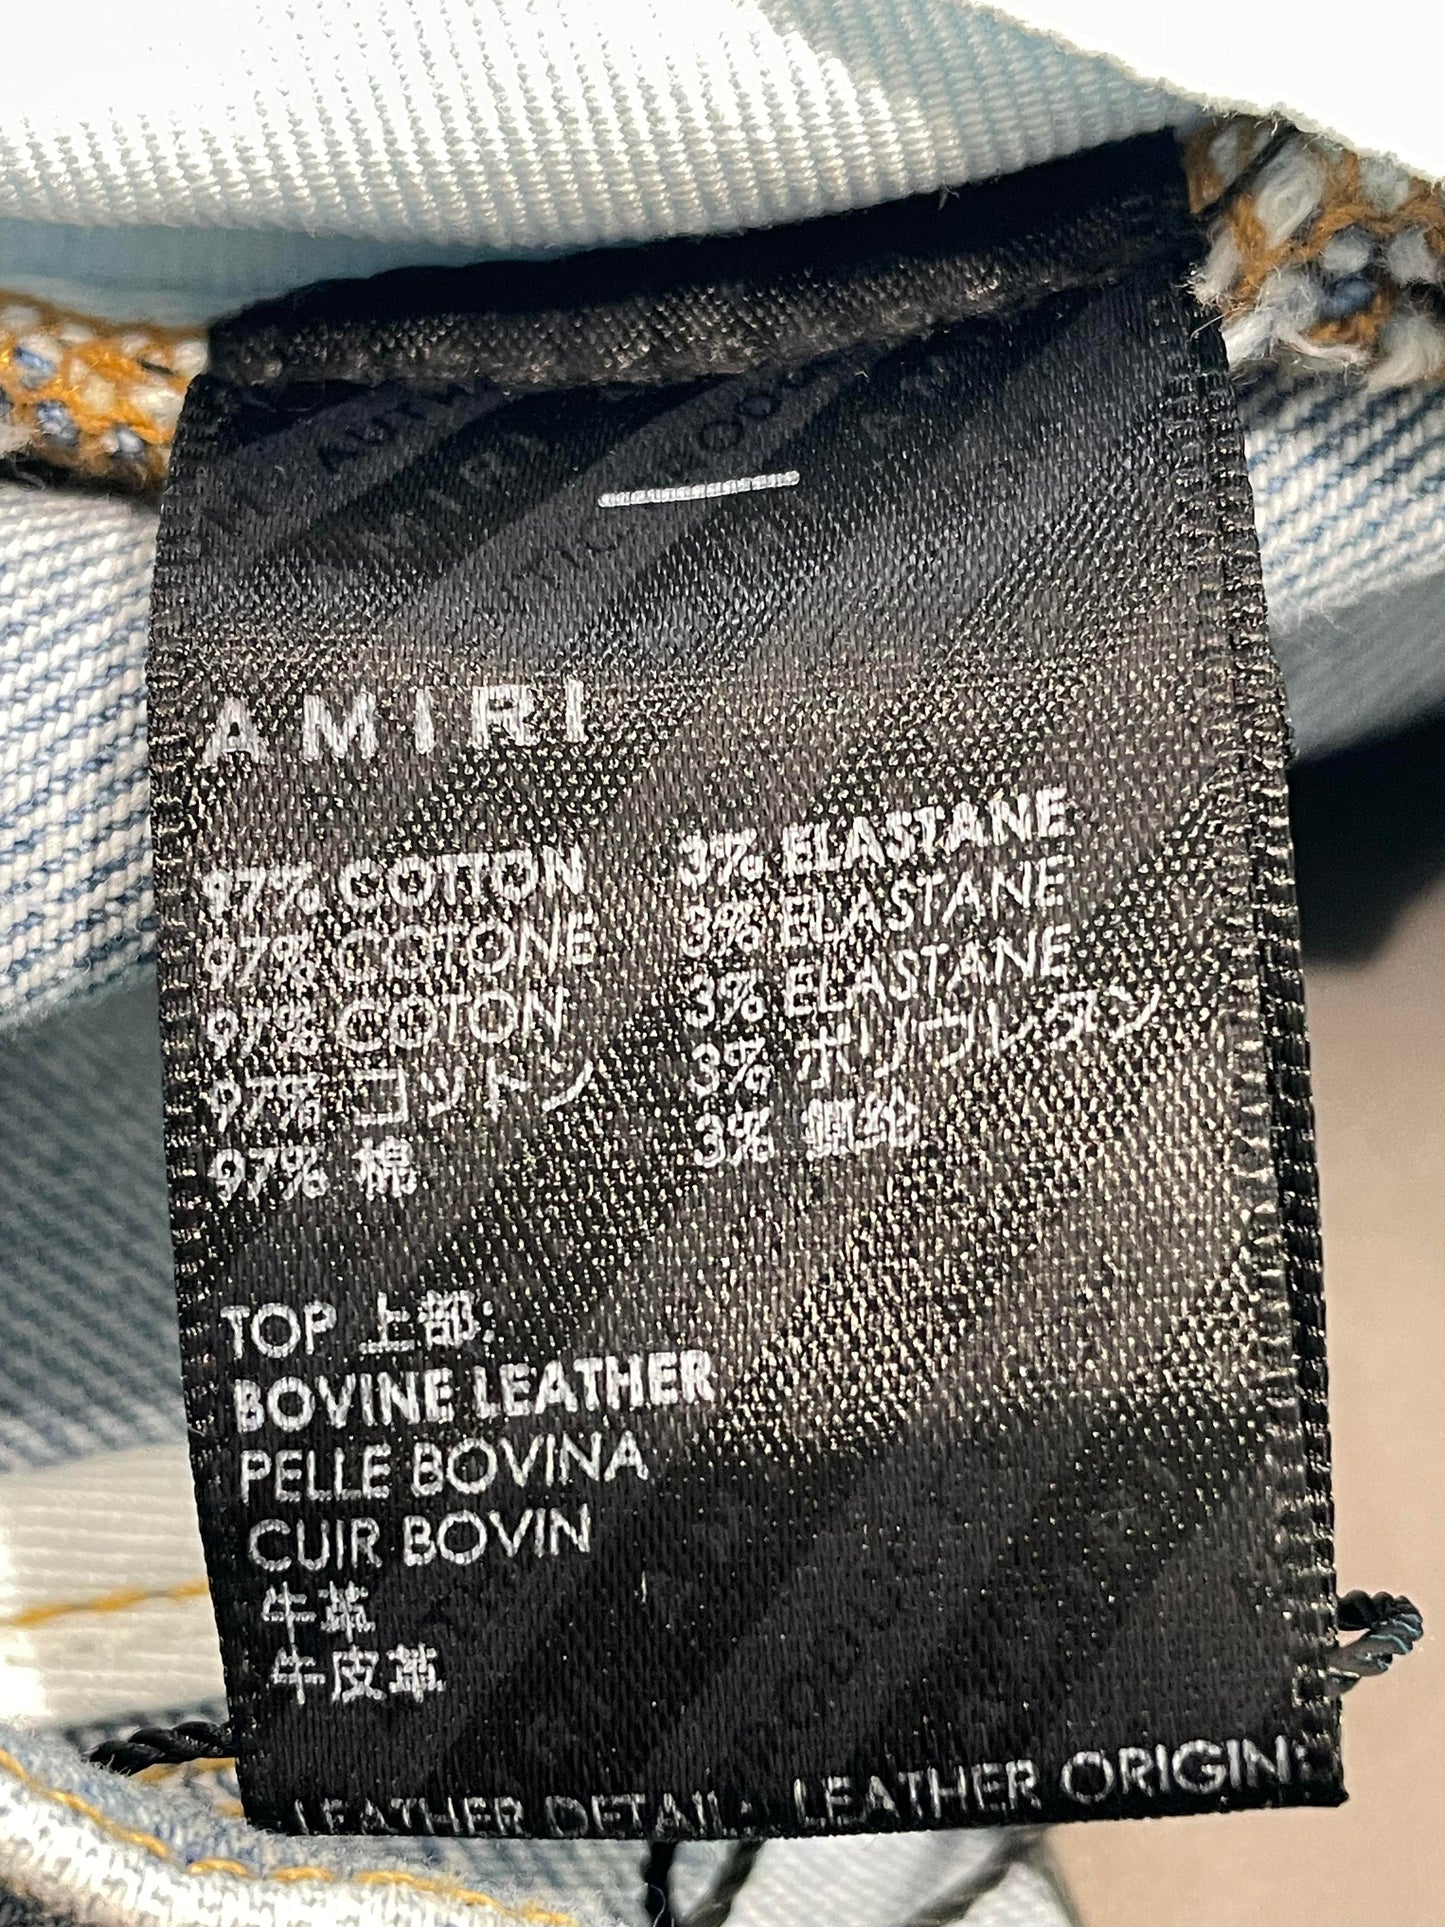 AMIRI
97% COTTON 3% ELASTANE
97% COTONE 3% ELASTANE
97% COTON 3% ELASTANE
97% コットン 3% ポリウレタン
97% 棉 3% 氨纶
TOP 上部:
BOVINE LEATHER
PELLE BOVINA
CUIR BOVIN
牛革
牛皮革
LEATHER DETAIL: LEATHER ORIGIN: